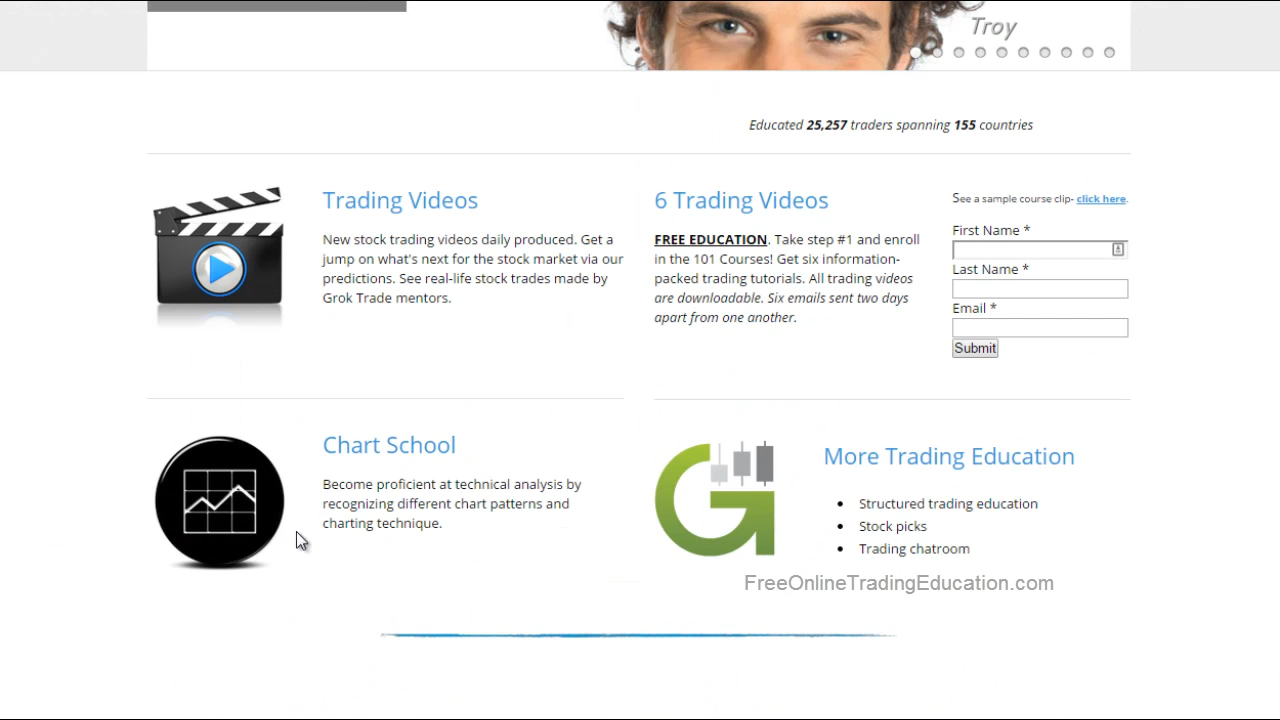 Troy
Educated 25,257 traders spanning 155 countries
Trading Videos
New stock trading videos daily produced. Get a
jump on what's next for the stock market via our
predictions. See real-life stock trades made by
Grok Trade mentors.
6 Trading Videos
FREE EDUCATION. Take step #1 and enroll
in the 101 Courses! Get six information-
packed trading tutorials. All trading videos
are downloadable. Six emails sent two days
apart from one another.
See a sample course clip- click here.
First Name *
Last Name *
Email *
Submit
Chart School
Become proficient at technical analysis by
recognizing different chart patterns and
charting technique.
More Trading Education
Structured trading education
Stock picks
Trading chatroom
FreeOnlineTradingEducation.com